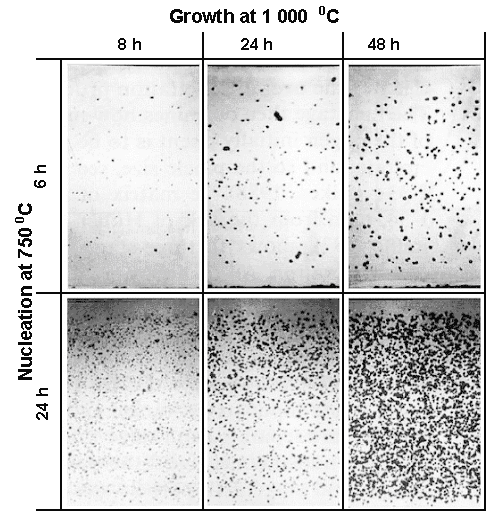 Growth at 1 000 ⁰C
8 h
24 h
48 h
Nucleation at 750 ⁰C
6 h
24 h